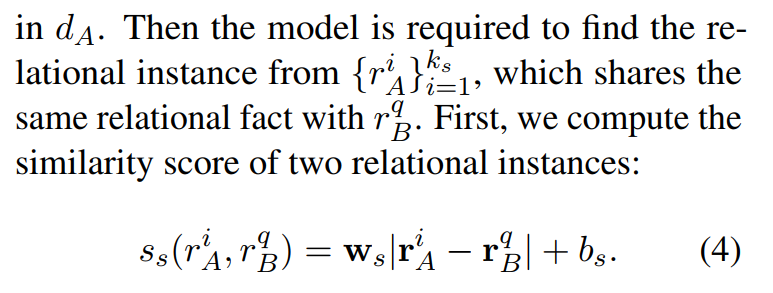 in $d_A$. Then the model is required to find the re-
lational instance from $\{r_A^i\}_{i=1}^{k_s}$, which shares the
same relational fact with $r_B^q$. First, we compute the
similarity score of two relational instances:
$s_s(r_A^i, r_B^q) = \mathbf{w}_s|\mathbf{r}_A^i - \mathbf{r}_B^q| + b_s.$ (4)